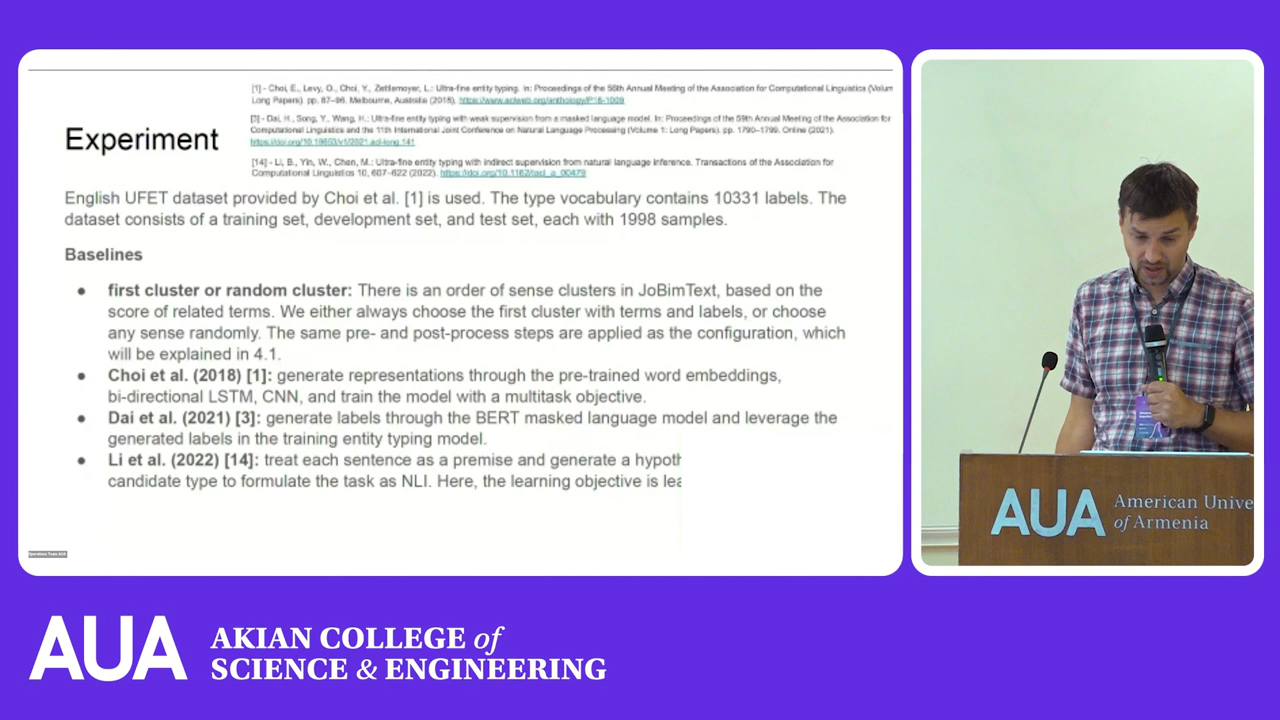 [1] - Choi, E., Levy, O., Choi, Y., Zettlemoyer, L.: Ultra-fine entity typing. In: Proceedings of the 56th Annual Meeting of the Association for Computational Linguistics (Volum
Long Papers). pp. 87–96. Melbourne, Australia (2018). https://www.aclweb.org/anthology/P18-1009
[3] - Dai, H., Song, Y., Wang, H.: Ultra-fine entity typing with weak supervision from a masked language model. In: Proceedings of the 59th Annual Meeting of the Association for
Computational Linguistics and the 11th International Joint Conference on Natural Language Processing (Volume 1: Long Papers). pp. 1790–1799. Online (2021).
https://doi.org/10.18653/v1/2021.acl-long.141
Experiment
[14] - Li, B., Yin, W., Chen, M.: Ultra-fine entity typing with indirect supervision from natural language inference. Transactions of the Association for
Computational Linguistics 10, 607–622 (2022). https://doi.org/10.1162/tacl_a_00479
English UFET dataset provided by Choi et al. [1] is used. The type vocabulary contains 10331 labels. The
dataset consists of a training set, development set, and test set, each with 1998 samples.
Baselines
● first cluster or random cluster: There is an order of sense clusters in JoBimText, based on the
score of related terms. We either always choose the first cluster with terms and labels, or choose
any sense randomly. The same pre- and post-process steps are applied as the configuration, which
will be explained in 4.1.
● Choi et al. (2018) [1]: generate representations through the pre-trained word embeddings,
bi-directional LSTM, CNN, and train the model with a multitask objective.
● Dai et al. (2021) [3]: generate labels through the BERT masked language model and leverage the
generated labels in the training entity typing model.
● Li et al. (2022) [14]: treat each sentence as a premise and generate a hypoth
candidate type to formulate the task as NLI. Here, the learning objective is lea
Operations Team AUA
AUA American Unive
of Armenia
AUA AKIAN COLLEGE of
SCIENCE & ENGINEERING